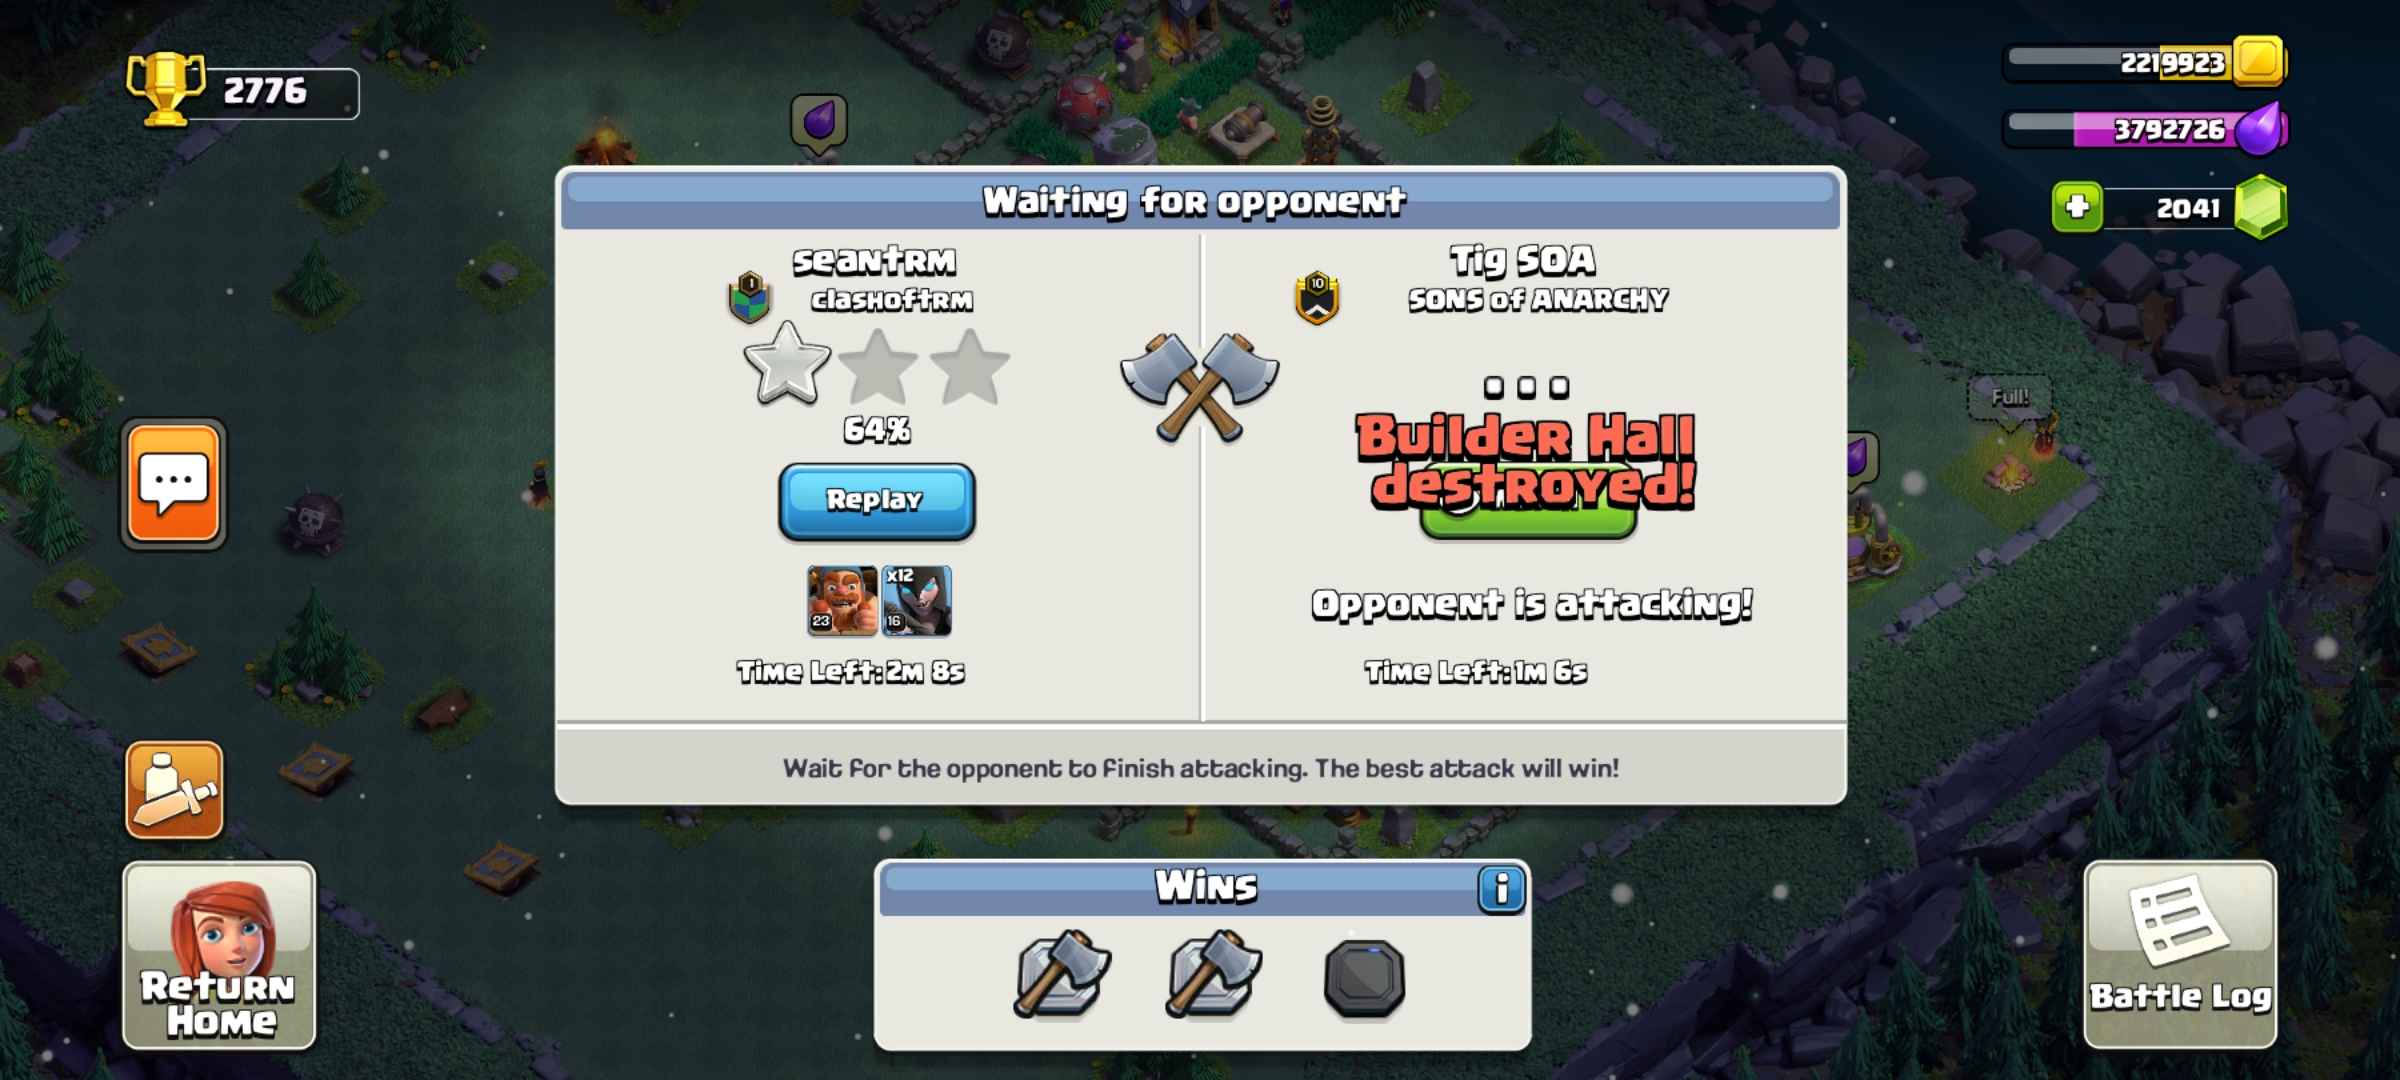 2776
2219923
3792726
2041
Waiting for opponent
seantrm
1
clashoftrm
64%
Replay
x12
23
16
Time Left: 2m 8s
Tig SOA
10
SONS of ANARCHY
Builder Hall
destroyed!
Opponent is attacking!
Time Left: 1m 6s
Full!
Wait for the opponent to finish attacking. The best attack will win!
Wins
i
Return
Home
Battle Log